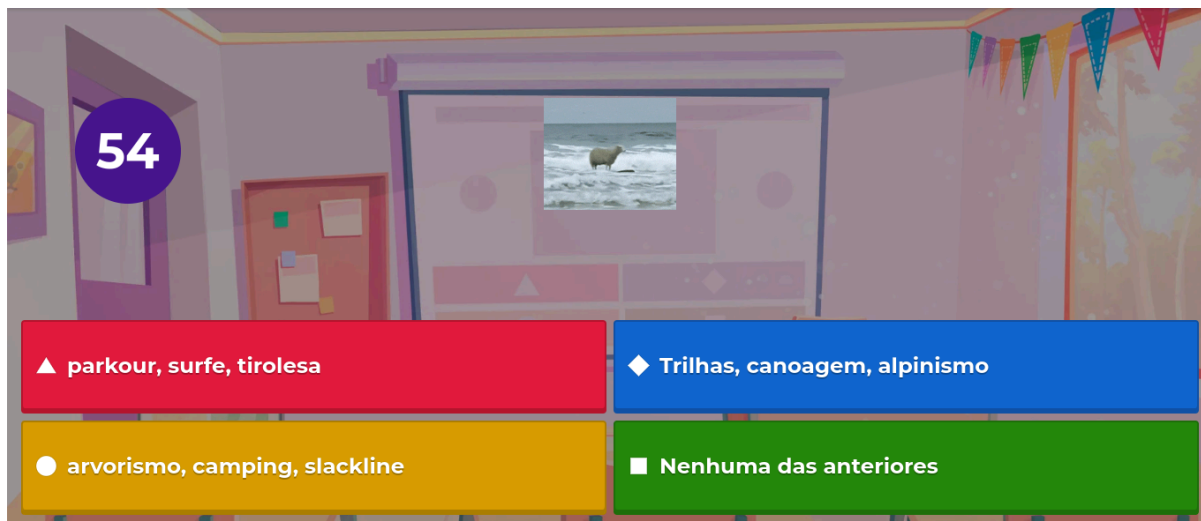 54
parkour, surfe, tirolesa
Trilhas, canoagem, alpinismo
arvorismo, camping, slackline
Nenhuma das anteriores